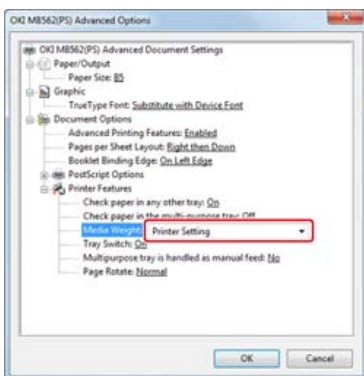 OKI MB562(PS) Advanced Options
OKI MB562(PS) Advanced Document Settings
Paper/Output
Paper Size: B5
Graphic
TrueType Font: Substitute with Device Font
Document Options
Advanced Printing Features: Enabled
Pages per Sheet Layout: Right then Down
Booklet Binding Edge: On Left Edge
PostScript Options
Printer Features
Check paper in any other tray: On
Check paper in the multi-purpose tray: Off
Media Weight: Printer Setting
Tray Switch: On
Multipurpose tray is handled as manual feed: No
Page Rotate: Normal
OK Cancel